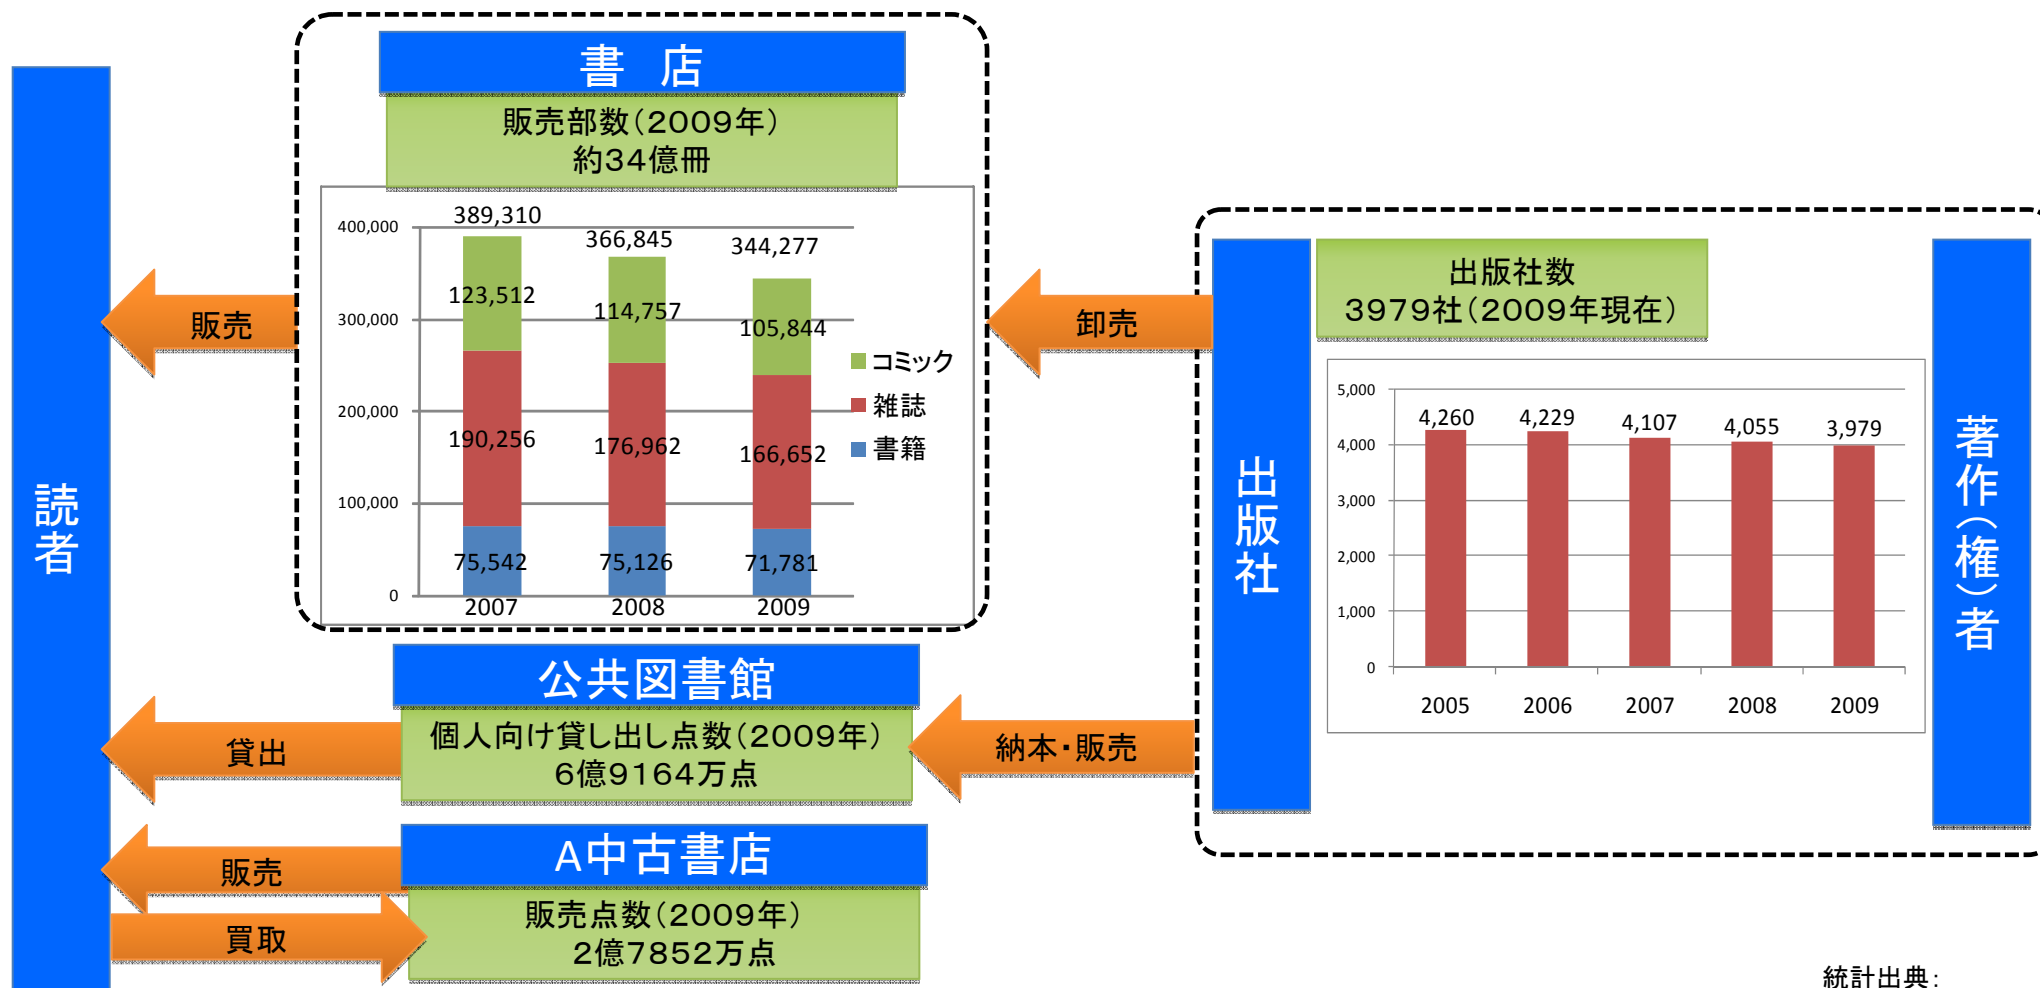 書 店
販売部数(2009年)
約34億冊
389,310
366,845
344,277
400,000
300,000
200,000
100,000
0
123,512
114,757
105,844
190,256
176,962
166,652
75,542
75,126
71,781
2007
2008
2009
コミック
雑誌
書籍
読者
販売
卸売
出版社
出版社数
3979社(2009年現在)
5,000
4,000
3,000
2,000
1,000
0
4,260
4,229
4,107
4,055
3,979
2005
2006
2007
2008
2009
著作(権)者
公共図書館
個人向け貸し出し点数(2009年)
6億9164万点
貸出
納本・販売
A中古書店
販売点数(2009年)
2億7852万点
販売
買取
統計出典: